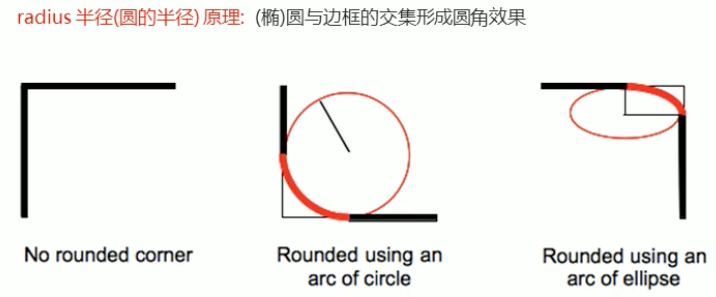 radius 半径(圆的半径) 原理: (椭)圆与边框的交集形成圆角效果
No rounded corner
Rounded using an
arc of circle
Rounded using an
arc of ellipse